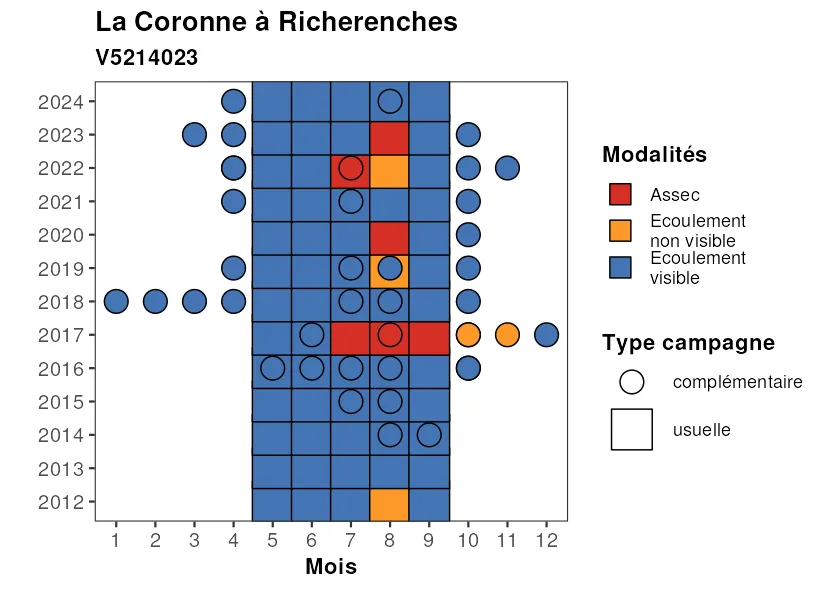 La Coronne à Richerenches
V5214023
2024
2023
2022
2021
2020
2019
2018
2017
2016
2015
2014
2013
2012
1 2 3 4 5 6 7 8 9 10 11 12
Mois
Modalités
Assec
Ecoulement
non visible
Ecoulement
visible
Type campagne
complémentaire
usuelle